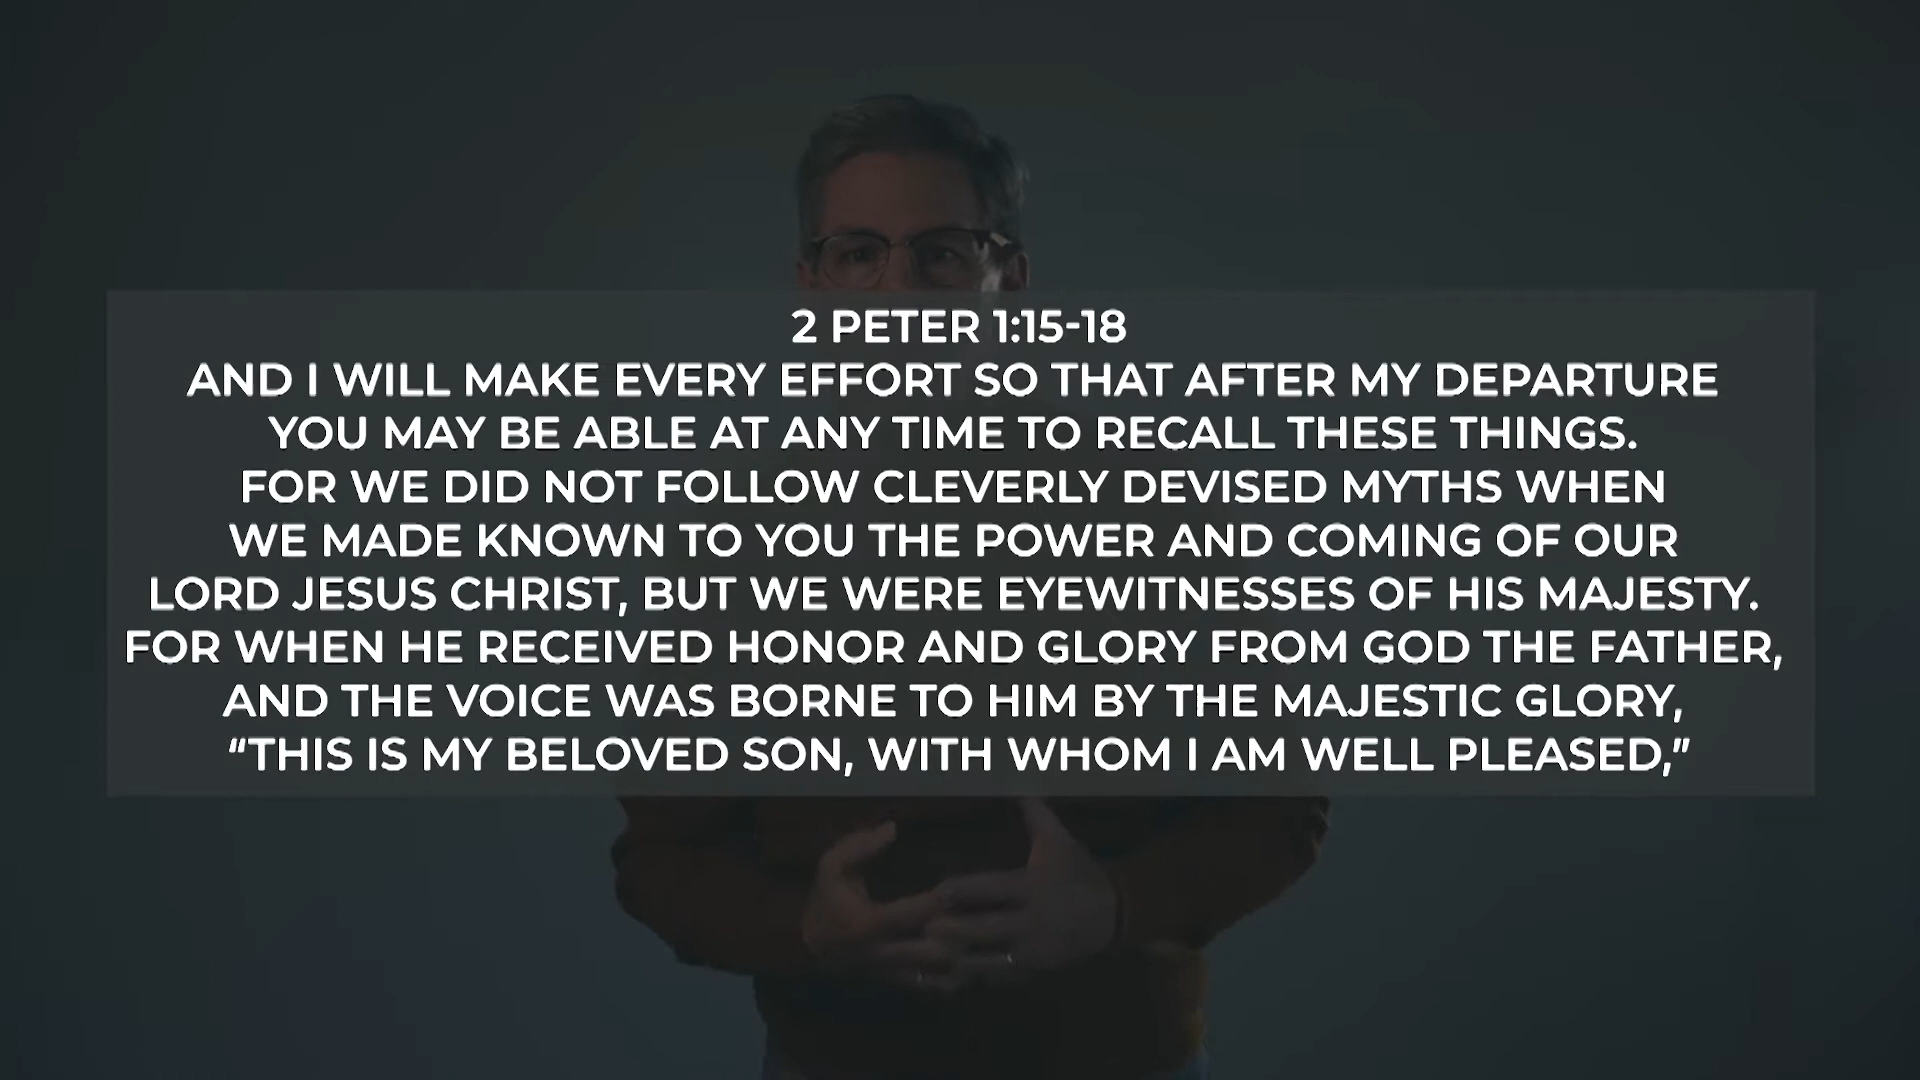 2 PETER 1:15-18
AND I WILL MAKE EVERY EFFORT SO THAT AFTER MY DEPARTURE
YOU MAY BE ABLE AT ANY TIME TO RECALL THESE THINGS.
FOR WE DID NOT FOLLOW CLEVERLY DEVISED MYTHS WHEN
WE MADE KNOWN TO YOU THE POWER AND COMING OF OUR
LORD JESUS CHRIST, BUT WE WERE EYEWITNESSES OF HIS MAJESTY.
FOR WHEN HE RECEIVED HONOR AND GLORY FROM GOD THE FATHER,
AND THE VOICE WAS BORNE TO HIM BY THE MAJESTIC GLORY,
“THIS IS MY BELOVED SON, WITH WHOM I AM WELL PLEASED,”